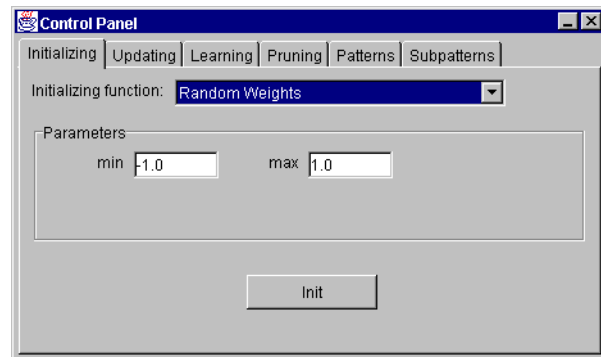 Control Panel
Initializing Updating Learning Pruning Patterns Subpatterns
Initializing function: Random Weights
Parameters
min -1.0 max 1.0
Init